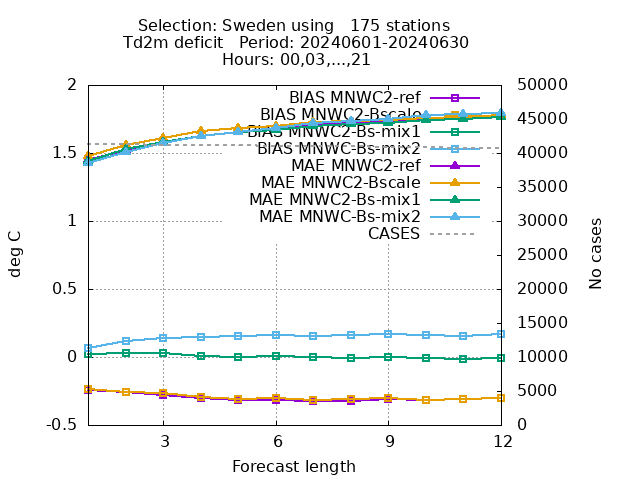 Selection: Sweden using   175 stations
Td2m deficit   Period: 20240601-20240630
Hours: 00,03,...,21
2
1.5
1
0.5
0
-0.5
deg C
50000
45000
40000
35000
30000
25000
20000
15000
10000
5000
0
No cases
BIAS MNWC2-ref
BIAS MNWC2-Bscale
BIAS MNWC2-Bs-mix1
BIAS MNWC-Bs-mix2
MAE MNWC2-ref
MAE MNWC2-Bscale
MAE MNWC2-Bs-mix1
MAE MNWC-Bs-mix2
CASES
3
6
9
12
Forecast length